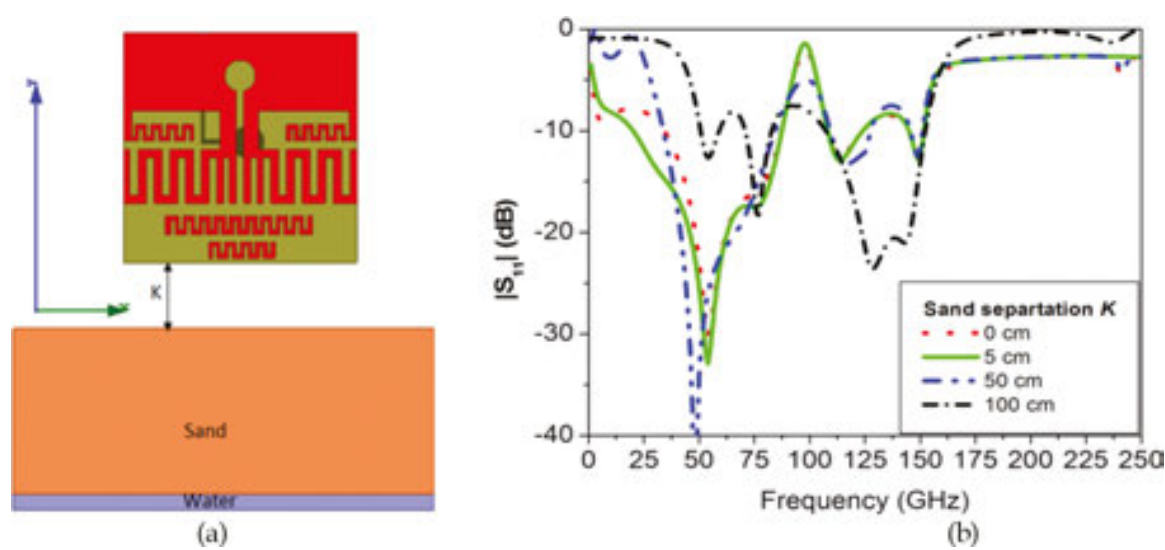 K
Sand
Water
(a)
0
-10
-20
-30
-40
|S₁₁| (dB)
Sand separtation K
0 cm
5 cm
50 cm
100 cm
0 25 50 75 100 125 150 175 200 225 250
Frequency (GHz)
(b)